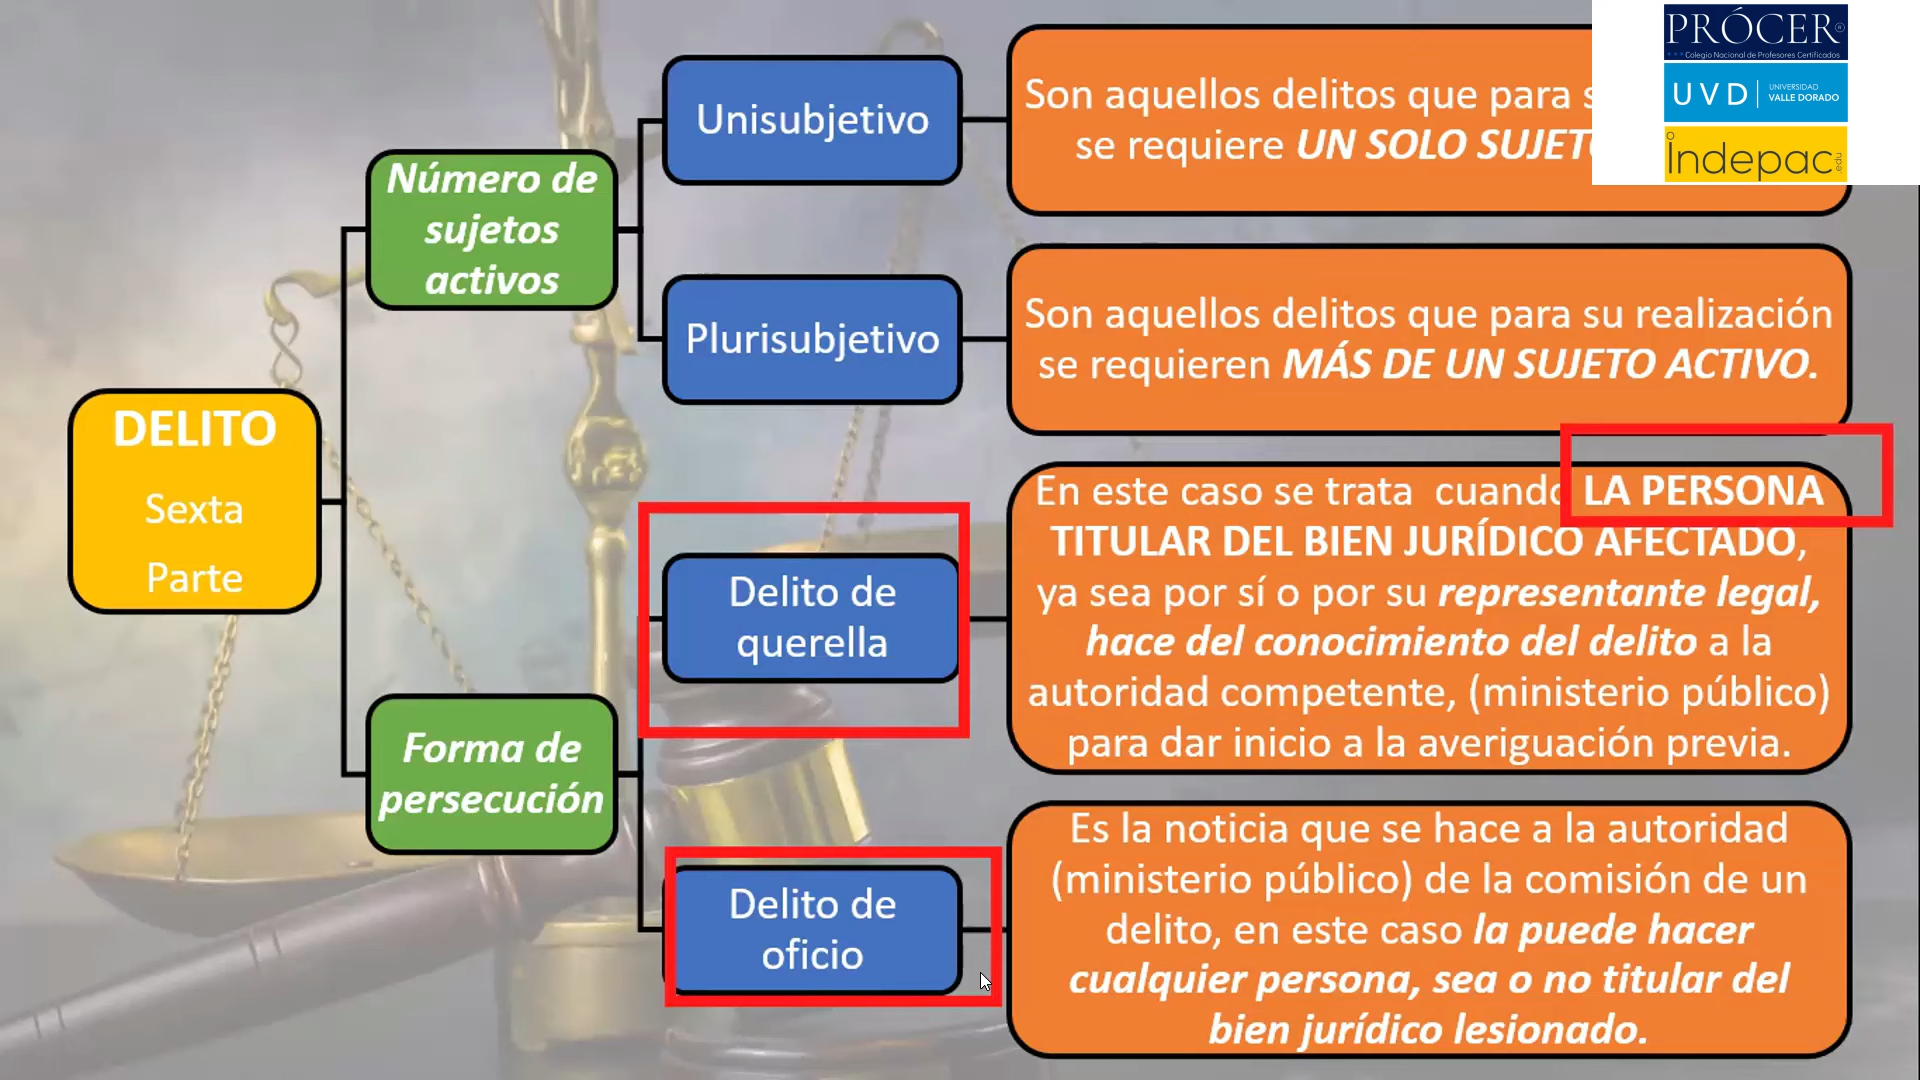 PRÓCER
Colegio Nacional de Profesores Certificados
UVD UNIVERSIDAD
VALLE DORADO
Indepac.edu
DELITO
Sexta
Parte
Número de
sujetos
activos
Unisubjetivo
Son aquellos delitos que para
se requiere UN SOLO
Plurisubjetivo
Son aquellos delitos que para su realización
se requieren MÁS DE UN SUJETO ACTIVO.
Forma de
persecución
Delito de
querella
En este caso se trata cuando LA PERSONA
TITULAR DEL BIEN JURÍDICO AFECTADO,
ya sea por sí o por su representante legal,
hace del conocimiento del delito a la
autoridad competente, (ministerio público)
para dar inicio a la averiguación previa.
Delito de
oficio
Es la noticia que se hace a la autoridad
(ministerio público) de la comisión de un
delito, en este caso la puede hacer
cualquier persona, sea o no titular del
bien jurídico lesionado.